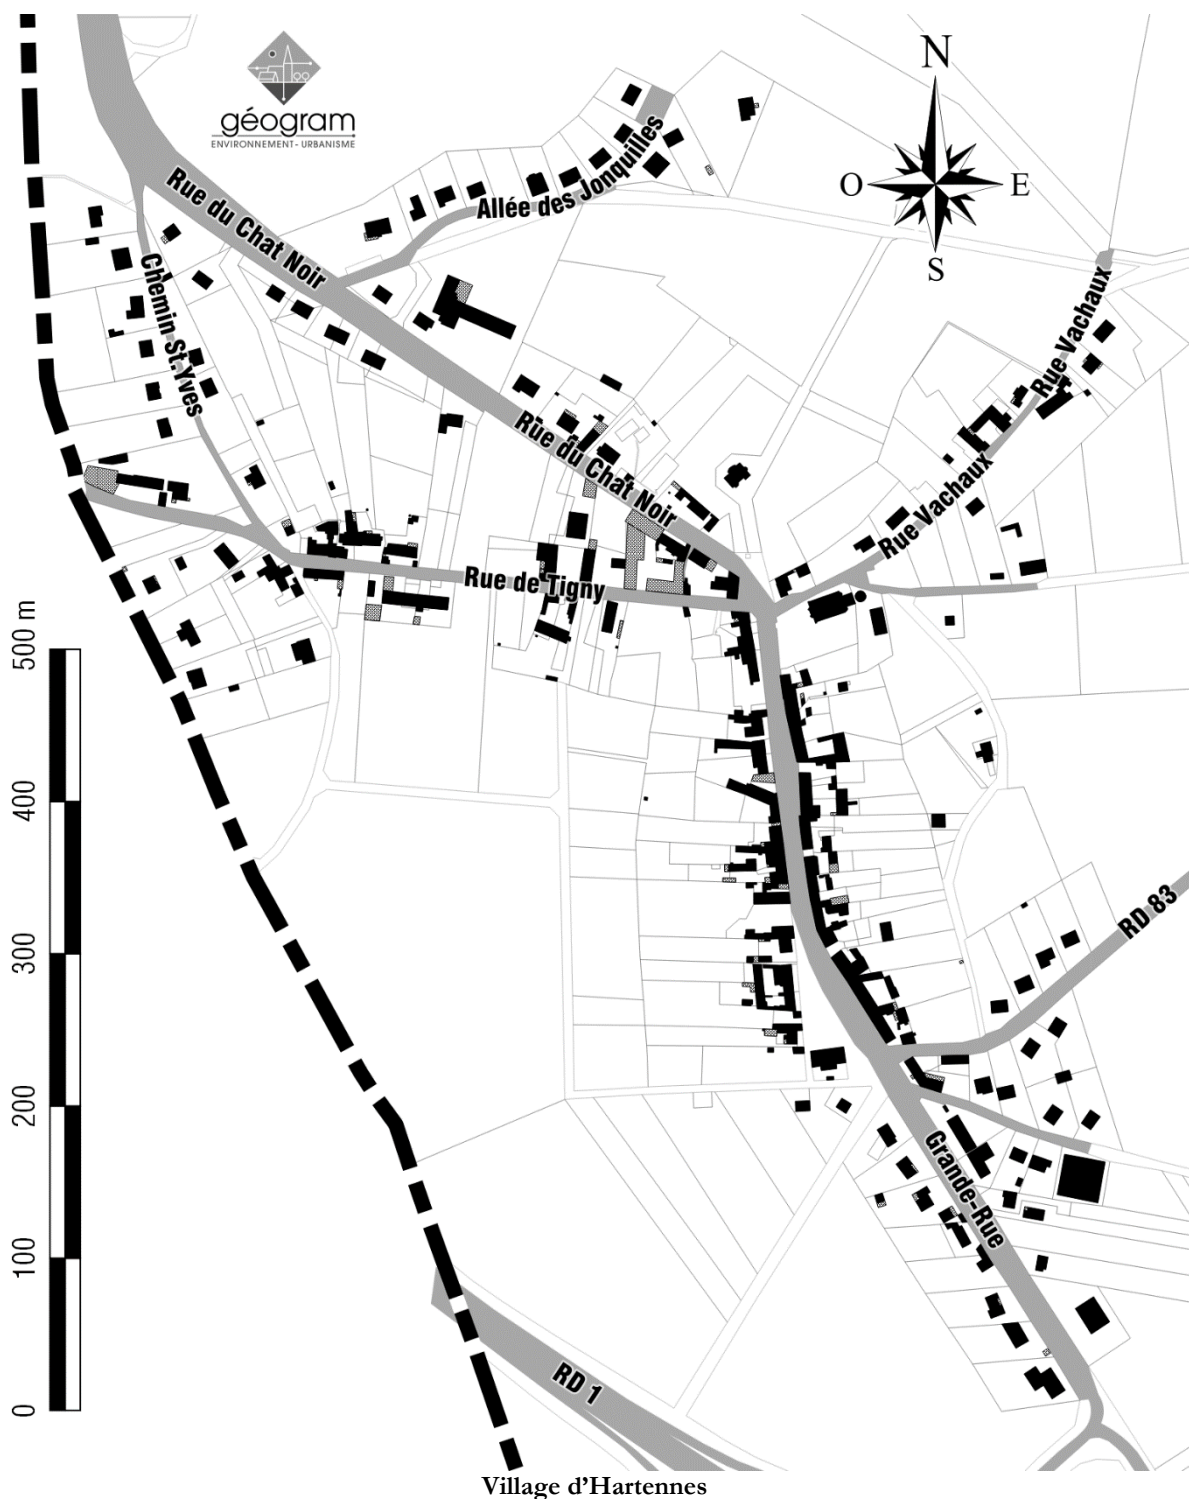 N
O
E
S
géogram
ENVIRONNEMENT - URBANISME
Rue du Chat Noir
Allée des Jonquilles
Chemin St.Yves
Rue Vachaux
Rue du Chat Noir
Rue Vachaux
Rue de Tigny
500 m
400
300
200
100
0
RD 83
Grande-Rue
RD 1
Village d'Hartennes